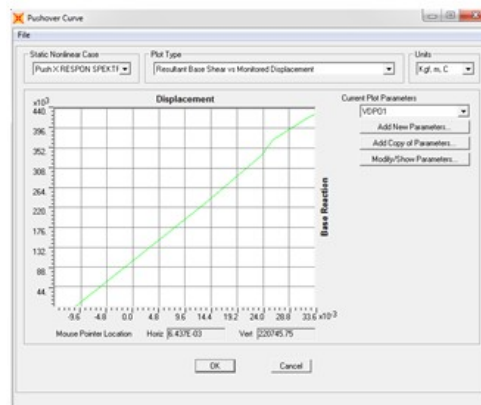 Pushover Curve
File
Static Nonlinear Case
Plot Type
Units
Push X RESPON SPEKTF
Resultant Base Shear vs Monitored Displacement
Kgf, m, C
Displacement
Current Plot Parameters
VDPO1
Add New Parameters...
Add Copy of Parameters...
Modify/Show Parameters...
x10³
440.
396.
352.
308.
264.
220.
176.
132.
88.
44.
Base Reaction
-9.6 -4.8 0.0 4.8 9.6 14.4 19.2 24.0 28.8 33.6 x10-3
Mouse Pointer Location Horiz 6.437E-03 Vert 220745.75
OK Cancel